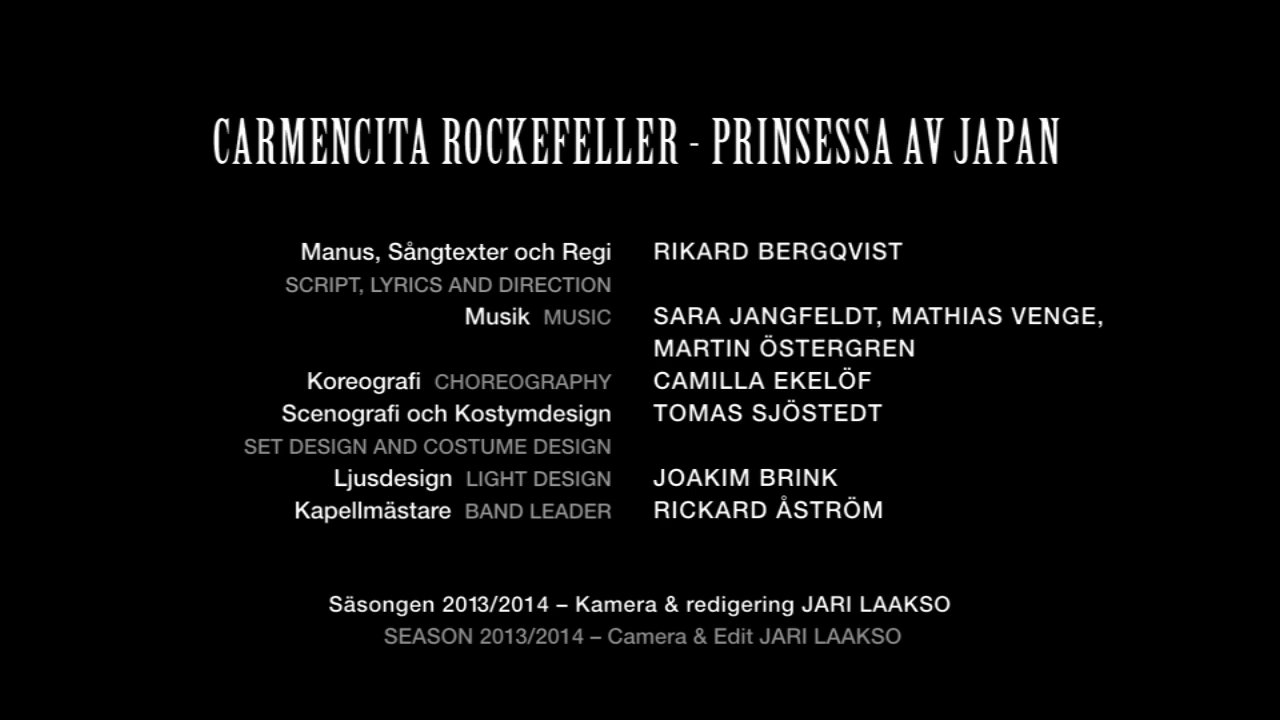 CARMENCITA ROCKEFELLER - PRINSESSA AV JAPAN
Manus, Sångtexter och Regi RIKARD BERGQVIST
SCRIPT, LYRICS AND DIRECTION
Musik MUSIC SARA JANGFELDT, MATHIAS VENGE,
MARTIN ÖSTERGREN
Koreografi CHOREOGRAPHY CAMILLA EKELÖF
Scenografi och Kostymdesign TOMAS SJÖSTEDT
SET DESIGN AND COSTUME DESIGN
Ljusdesign LIGHT DESIGN JOAKIM BRINK
Kapellmästare BAND LEADER RICKARD ÅSTRÖM
Säsongen 2013/2014 – Kamera & redigering JARI LAAKSO
SEASON 2013/2014 – Camera & Edit JARI LAAKSO